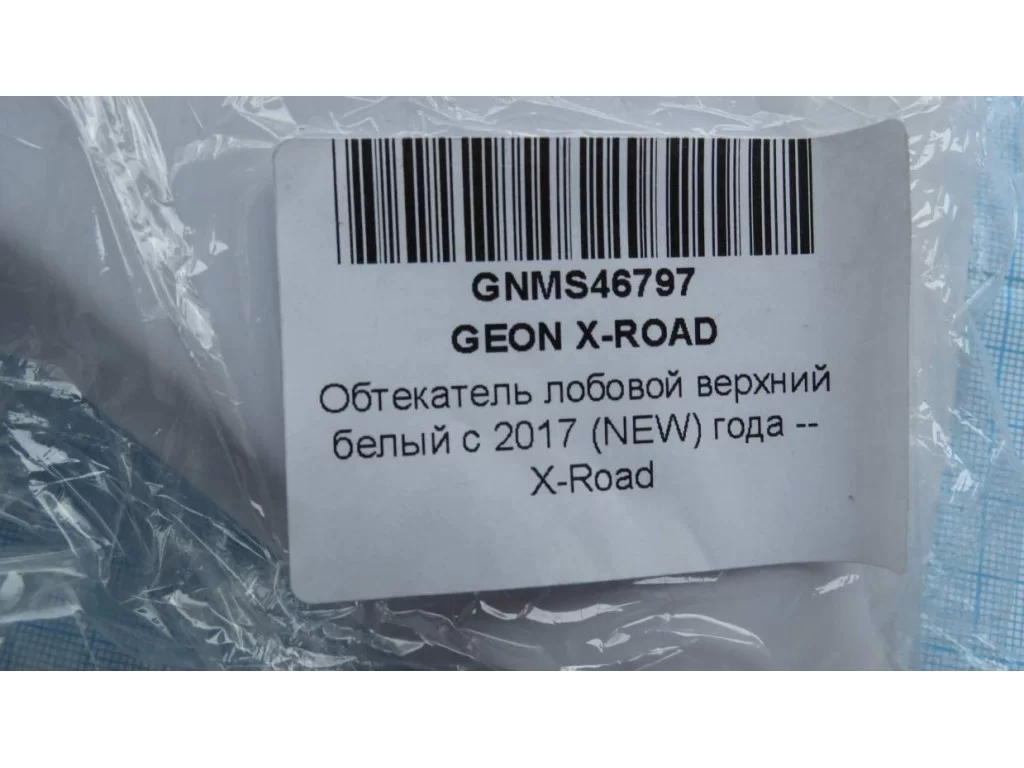 GNMS46797
GEON X-ROAD
Обтекатель лобовой верхний
белый с 2017 (NEW) года --
X-Road